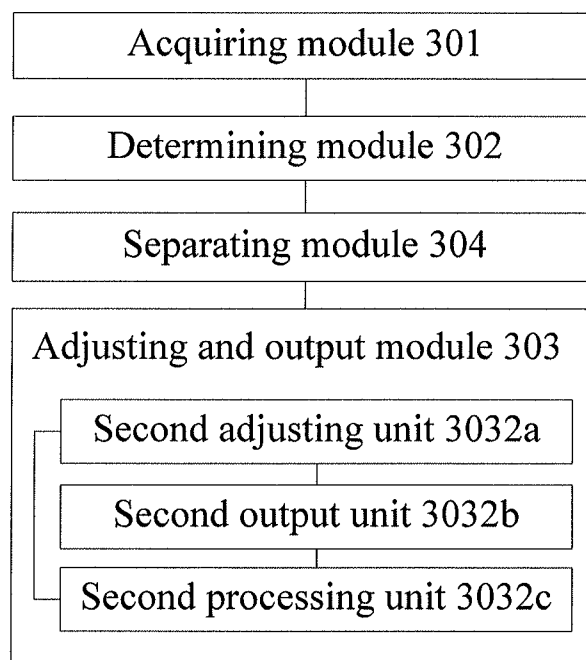 Acquiring module 301
Determining module 302
Separating module 304
Adjusting and output module 303
Second adjusting unit 3032a
Second output unit 3032b
Second processing unit 3032c